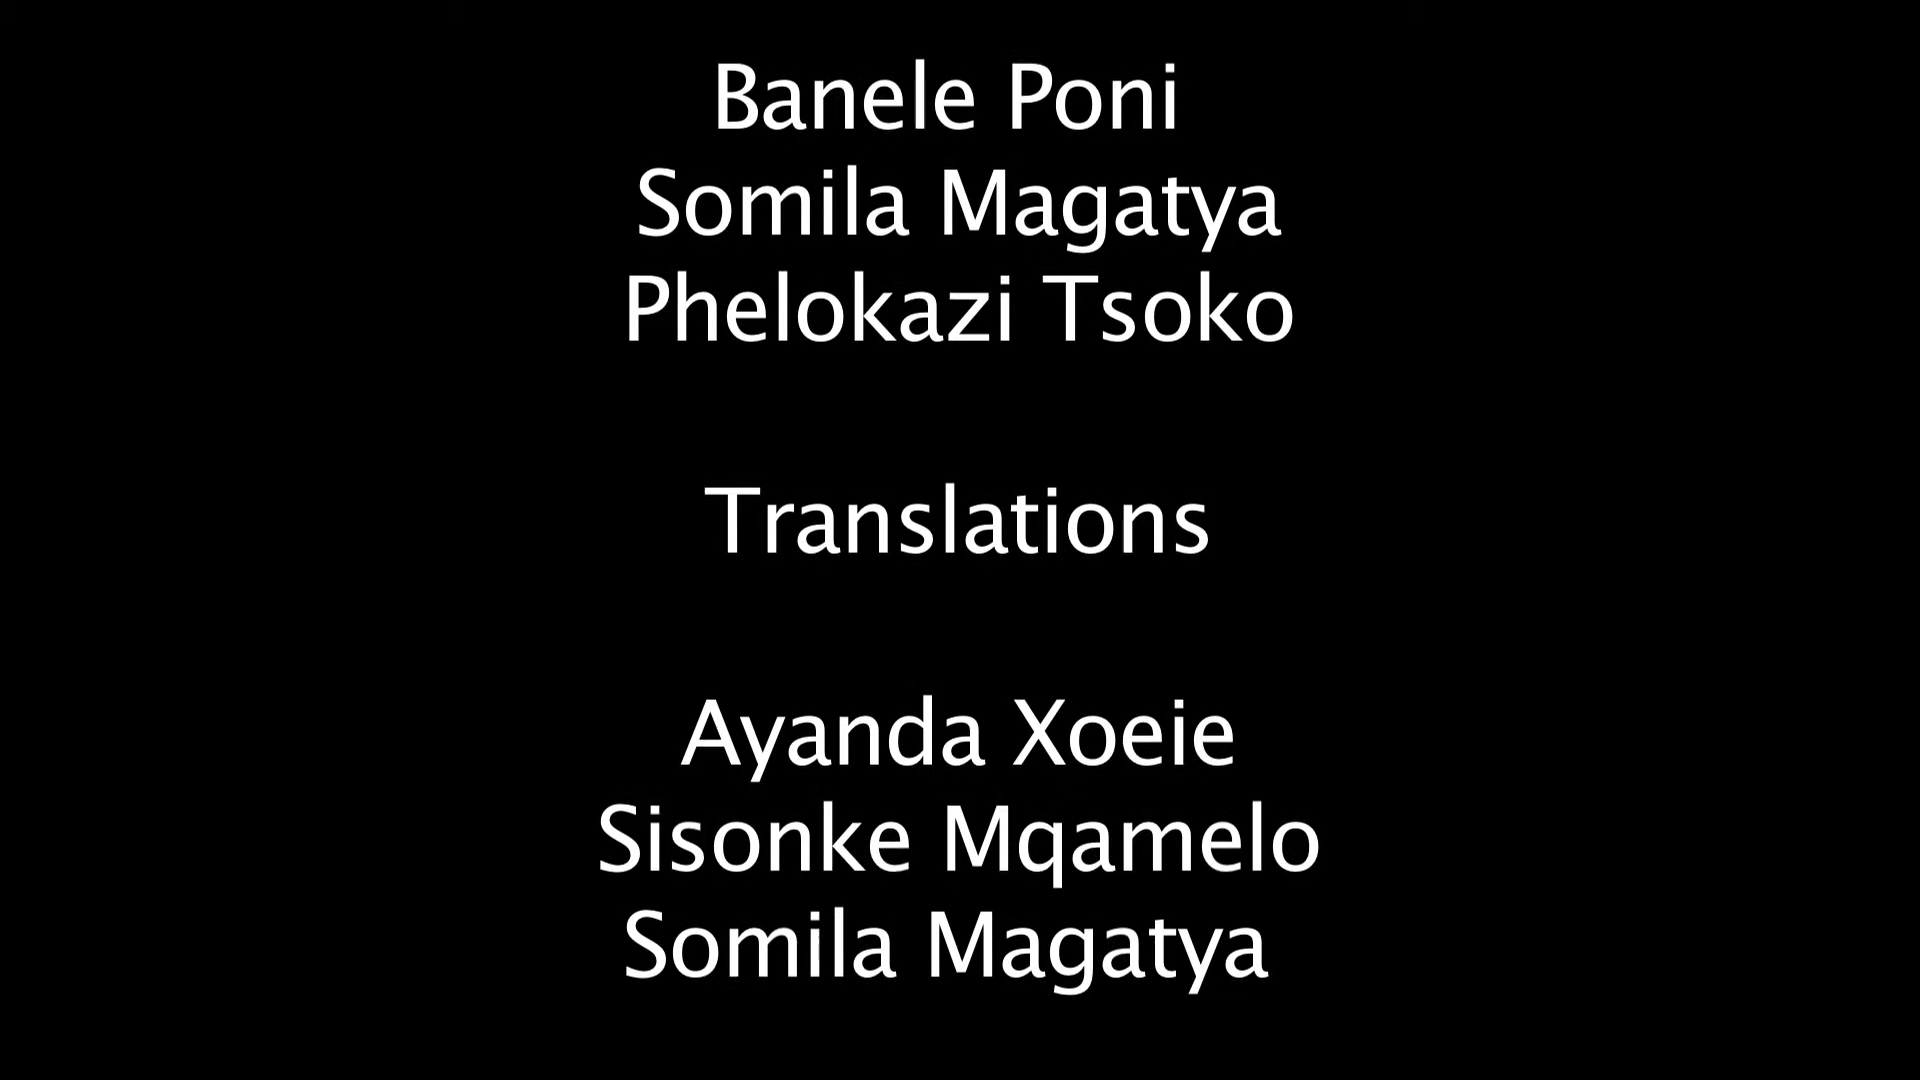 Banele Poni
Somila Magatya
Phelokazi Tsoko
Translations
Ayanda Xoeie
Sisonke Mqamelo
Somila Magatya